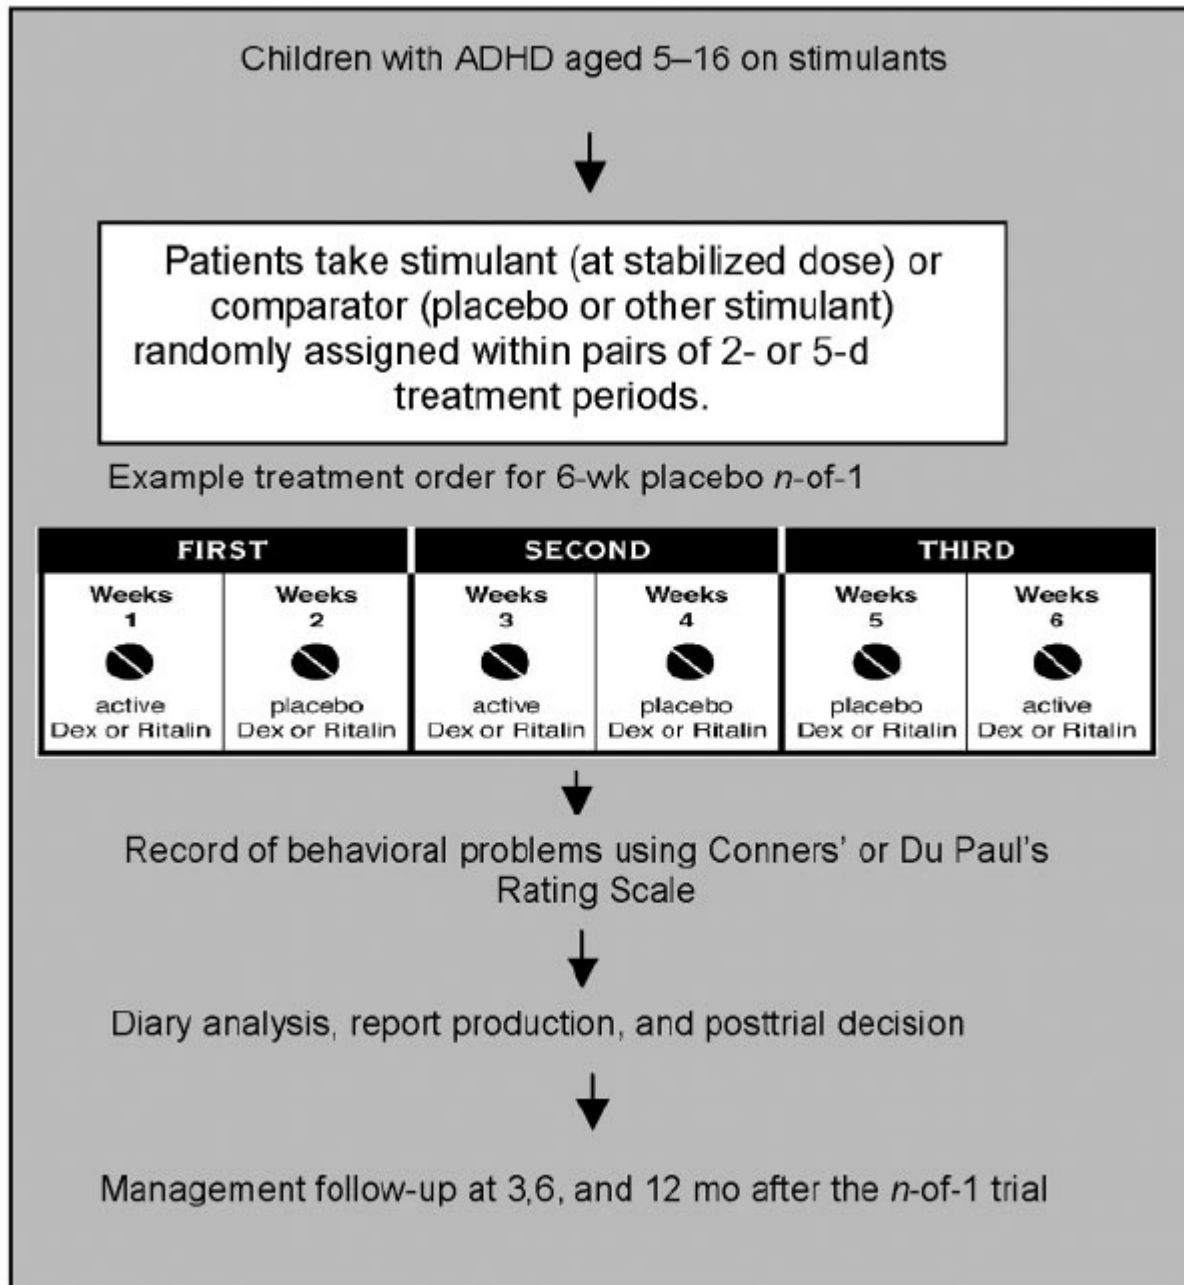 Children with ADHD aged 5–16 on stimulants
Patients take stimulant (at stabilized dose) or
comparator (placebo or other stimulant)
randomly assigned within pairs of 2- or 5-d
treatment periods.
Example treatment order for 6-wk placebo n-of-1
FIRST SECOND THIRD
Weeks Weeks Weeks Weeks Weeks Weeks
1 2 3 4 5 6
active placebo active placebo placebo active
Dex or Ritalin Dex or Ritalin Dex or Ritalin Dex or Ritalin Dex or Ritalin Dex or Ritalin
Record of behavioral problems using Conners’ or Du Paul’s
Rating Scale
Diary analysis, report production, and posttrial decision
Management follow-up at 3,6, and 12 mo after the n-of-1 trial